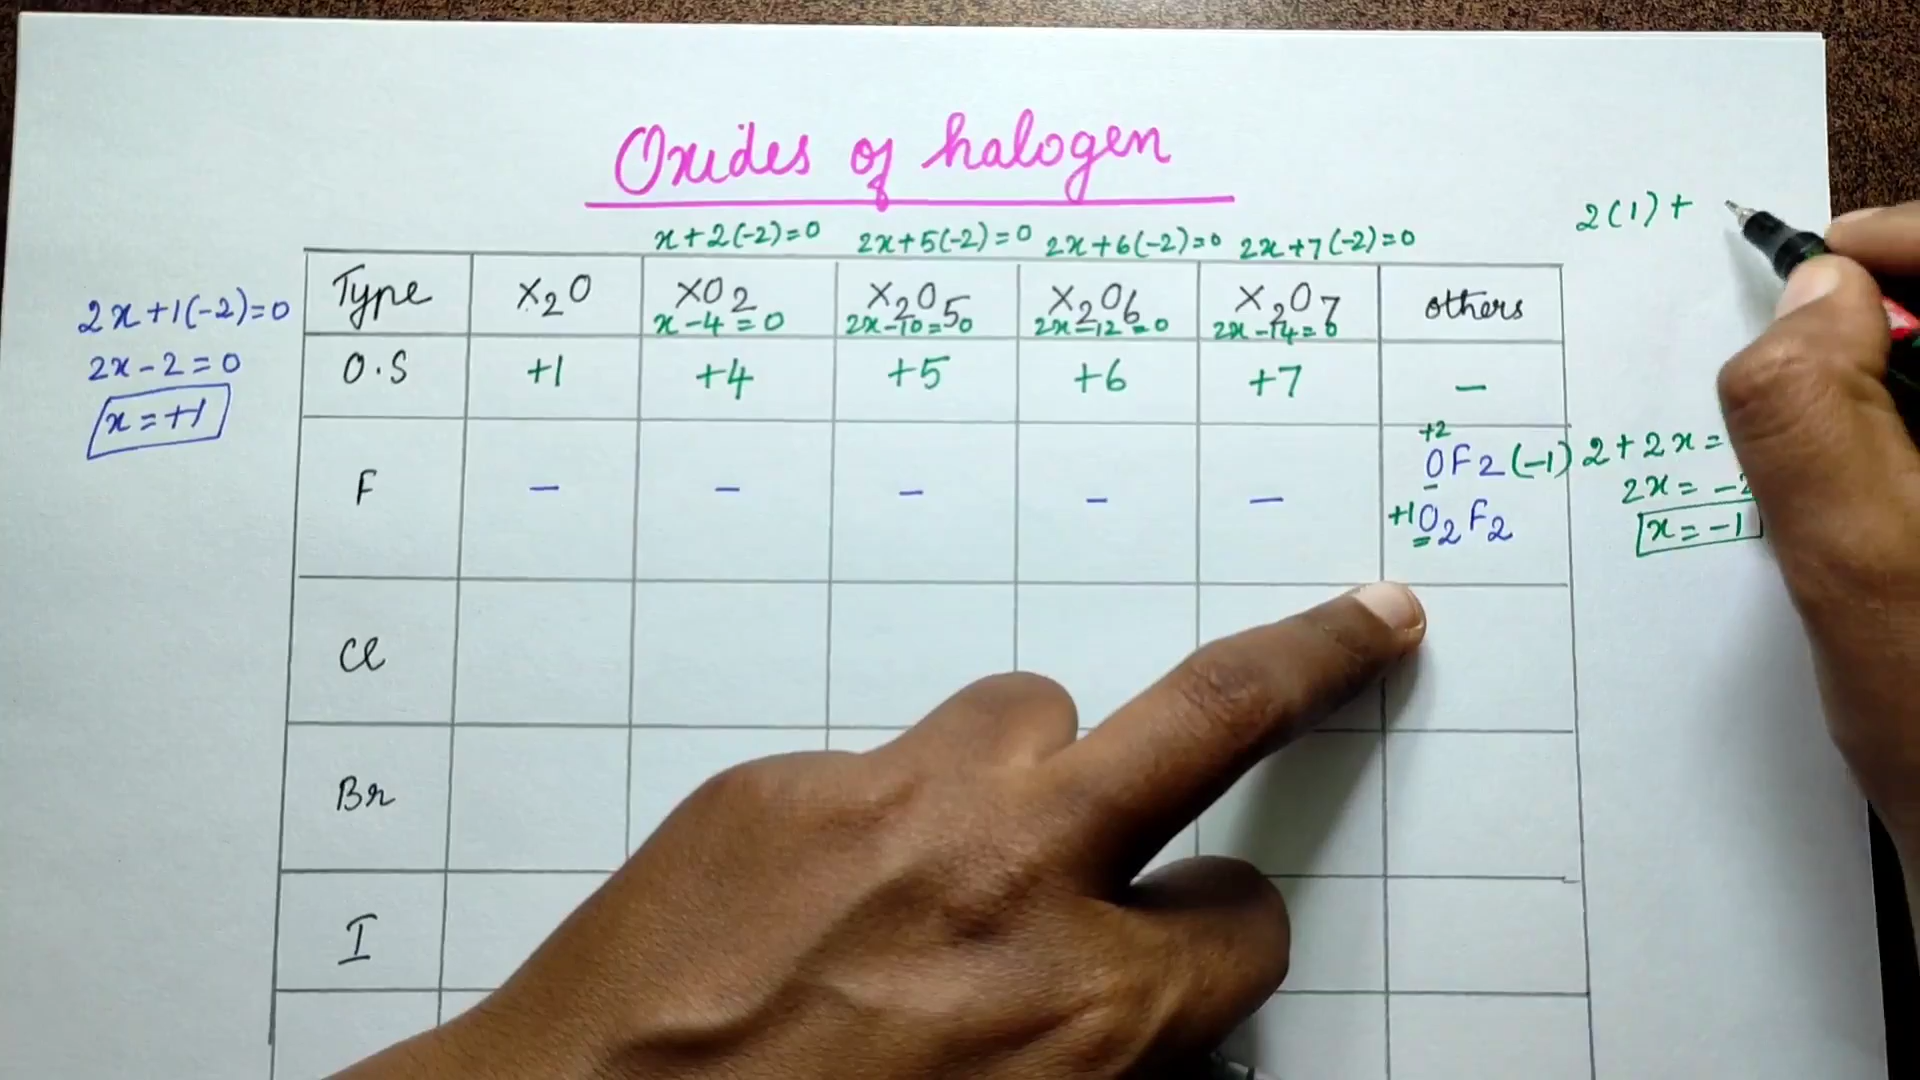 Oxides of halogen
2(1)+
x+2(-2)=0 2x+5(-2)=0 2x+6(-2)=0 2x+7(-2)=0
2x+1(-2)=0
2x-2=0
x=+1
Type X2O XO2 X2O5 X2O6 X2O7 others
x-4=0 2x-10=0 2x-12=0 2x-14=0
O.S +1 +4 +5 +6 +7 -
+2
F - - - - - OF2(-1) 2+2x=
2x=-2
+1O2F2 x=-1
Cl
Br
I